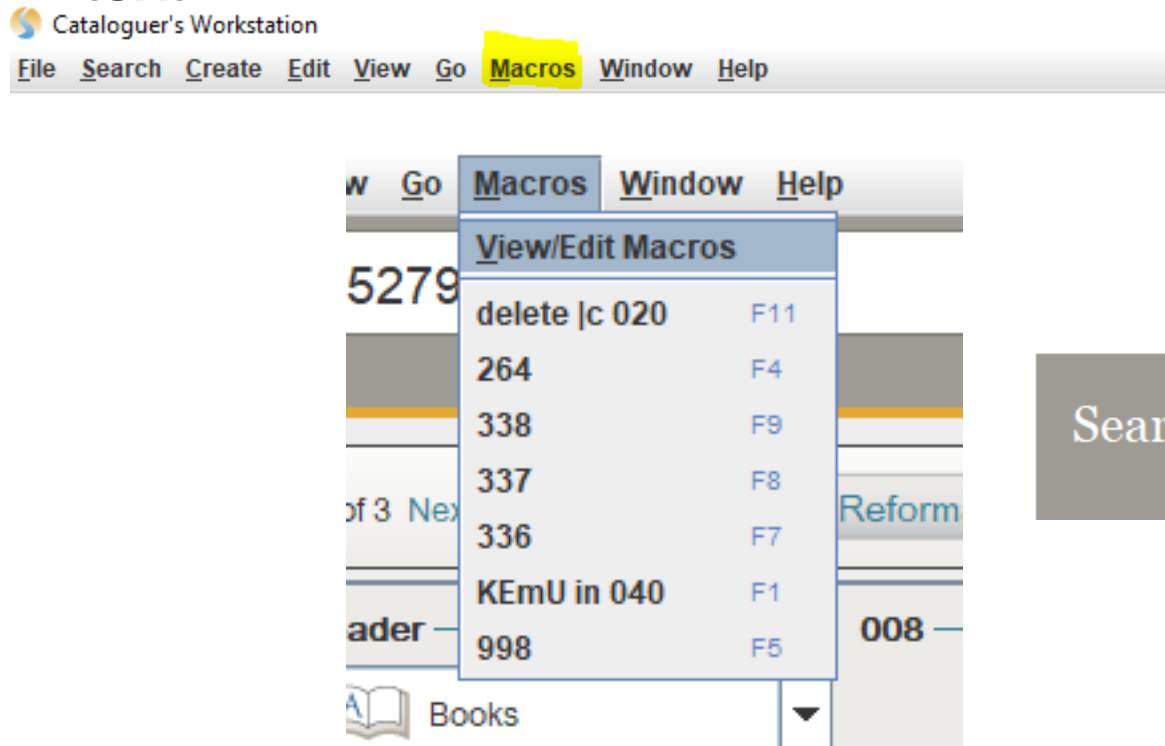 Cataloguer's Workstation
File Search Create Edit View Go Macros Window Help
w Go Macros Window Help
View/Edit Macros
5279
delete |c 020 F11
264 F4
338 F9
Sear
337 F8
of 3 Nex
Reform
336 F7
KEmU in 040 F1
ader
008
998 F5
Books